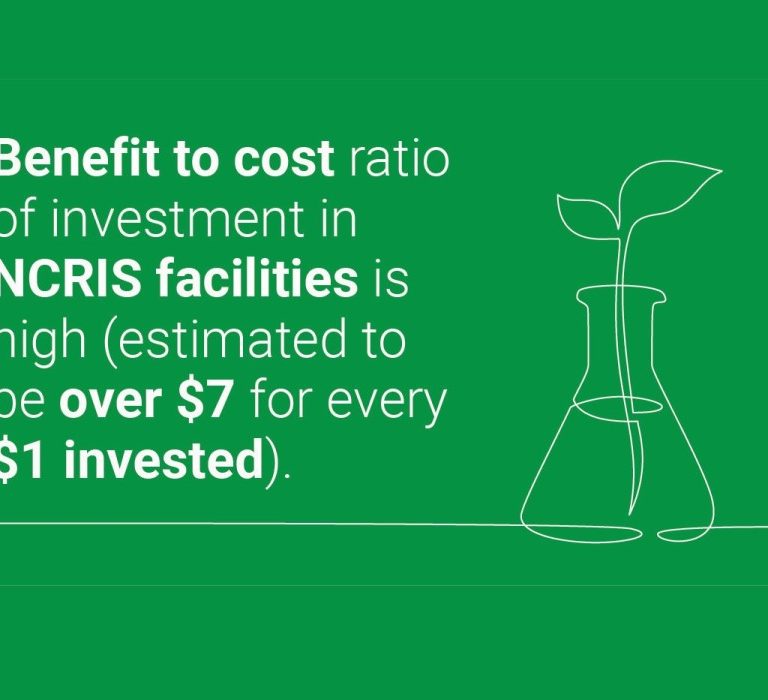 Benefit to cost ratio
of investment in
NCRIS facilities is
high (estimated to
be over $7 for every
$1 invested).